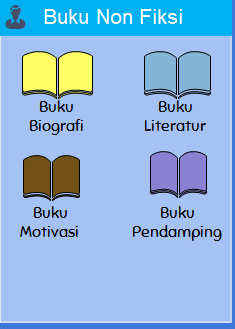 Buku Non Fiksi
Buku
Biografi
Buku
Literatur
Buku
Motivasi
Buku
Pendamping